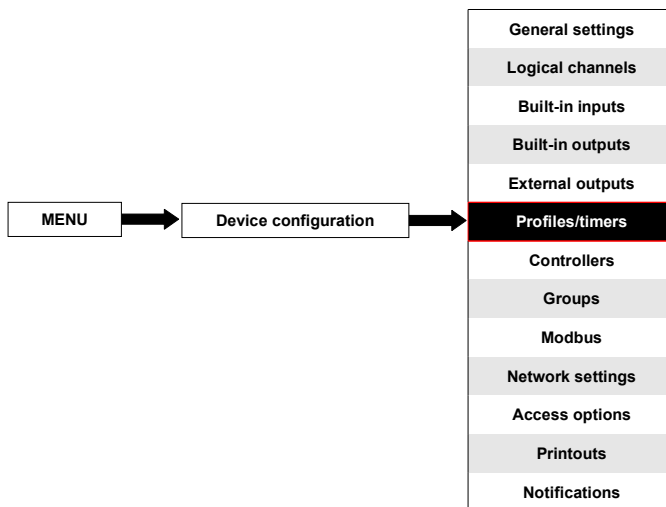 General settings
Logical channels
Built-in inputs
Built-in outputs
External outputs
MENU
Device configuration
Profiles/timers
Controllers
Groups
Modbus
Network settings
Access options
Printouts
Notifications